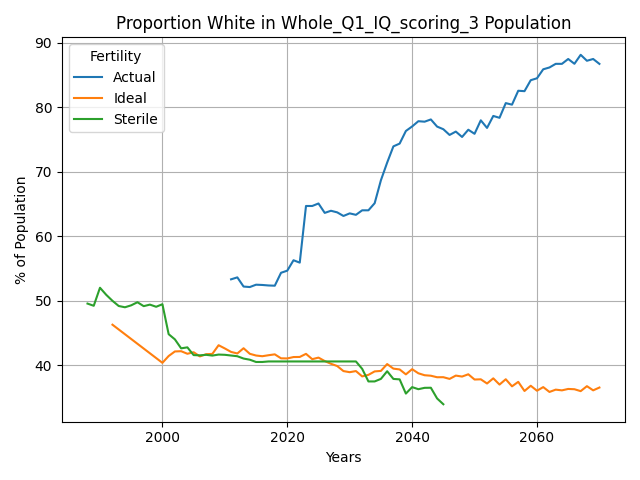 Proportion White in Whole_Q1_IQ_scoring_3 Population
Fertility
Actual
Ideal
Sterile
% of Population
90
80
70
60
50
40
2000
2020
2040
2060
Years